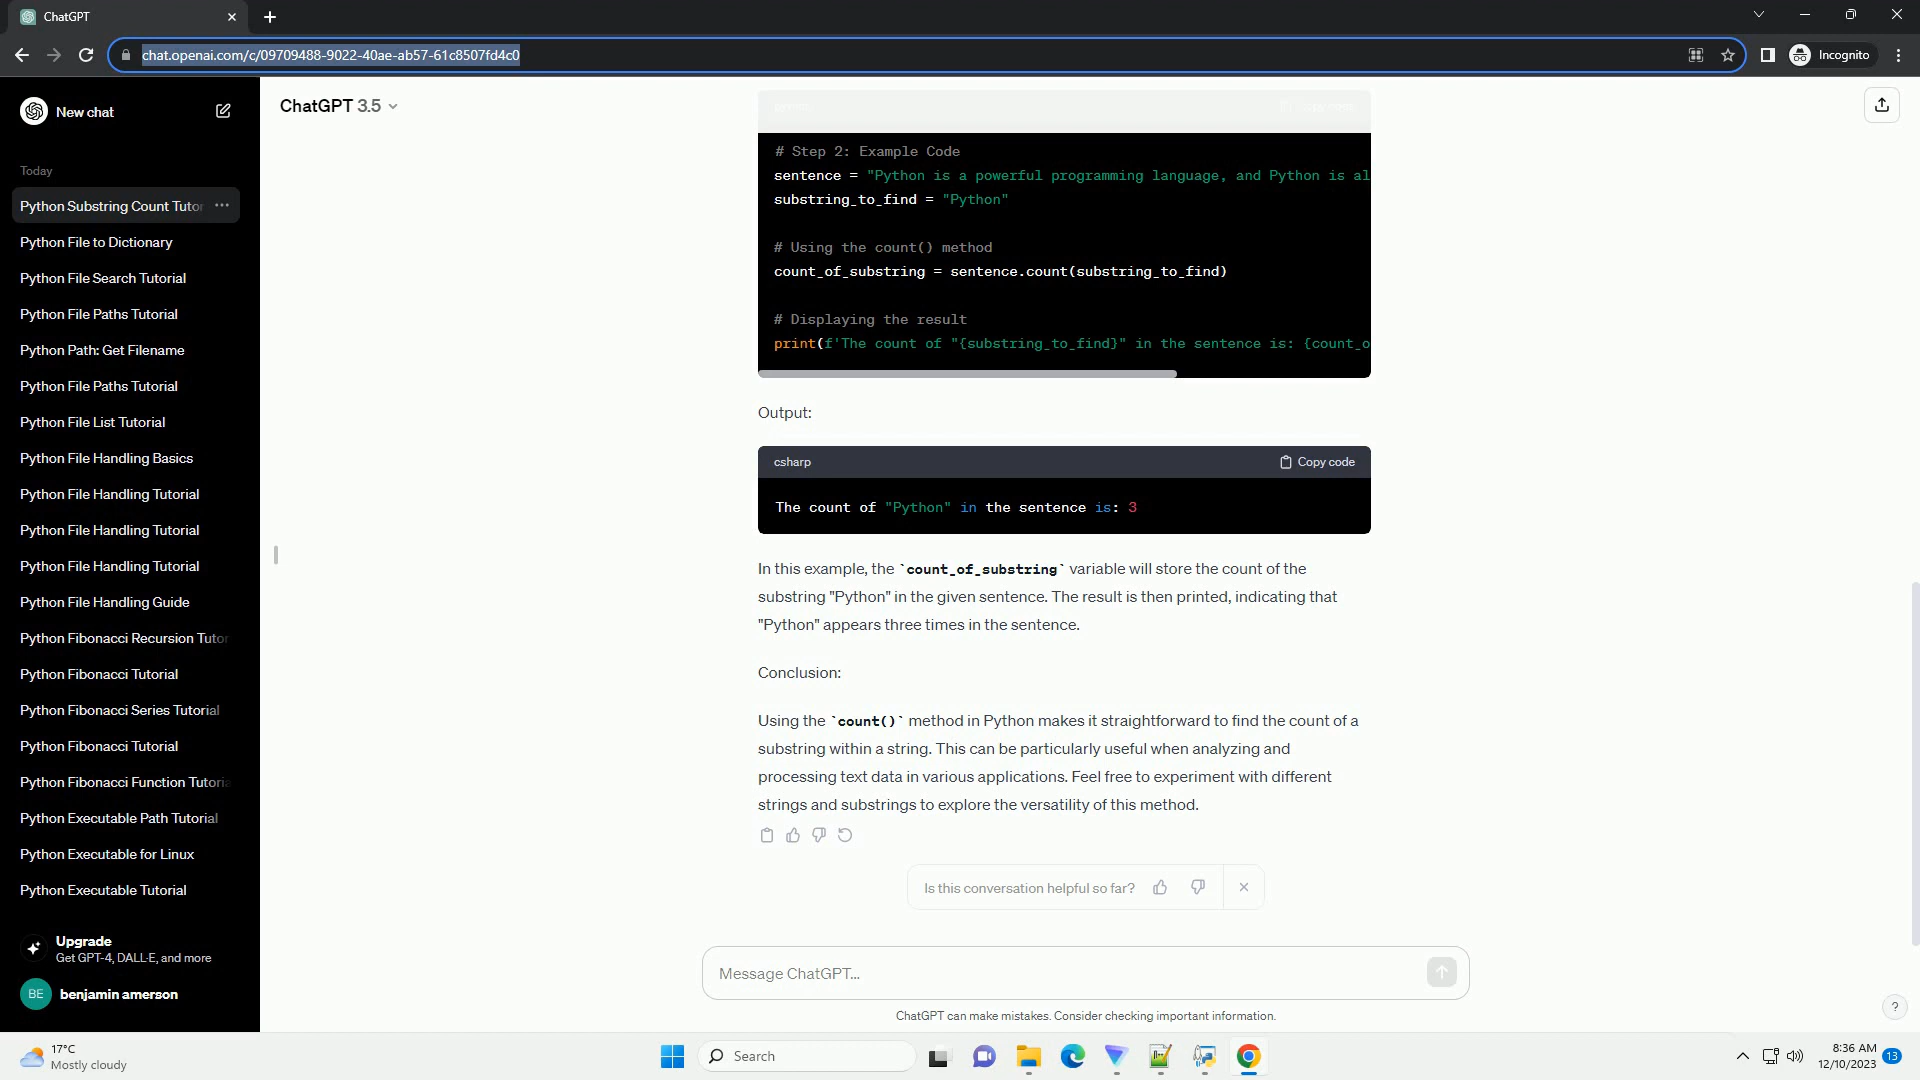 ChatGPT
chat.openai.com/c/09709488-9022-40ae-ab57-61c8507fd4c0
Incognito
New chat
Today
Python Substring Count Tutor
Python File to Dictionary
Python File Search Tutorial
Python File Paths Tutorial
Python Path: Get Filename
Python File Paths Tutorial
Python File List Tutorial
Python File Handling Basics
Python File Handling Tutorial
Python File Handling Tutorial
Python File Handling Tutorial
Python File Handling Guide
Python Fibonacci Recursion Tutor
Python Fibonacci Tutorial
Python Fibonacci Series Tutorial
Python Fibonacci Tutorial
Python Fibonacci Function Tutoria
Python Executable Path Tutorial
Python Executable for Linux
Python Executable Tutorial
Upgrade
Get GPT-4, DALL·E, and more
BE benjamin amerson
ChatGPT 3.5
python Copy code
# Step 2: Example Code
sentence = "Python is a powerful programming language, and Python is al
substring_to_find = "Python"
# Using the count() method
count_of_substring = sentence.count(substring_to_find)
# Displaying the result
print(f'The count of "{substring_to_find}" in the sentence is: {count_o
Output:
csharp Copy code
The count of "Python" in the sentence is: 3
In this example, the `count_of_substring` variable will store the count of the
substring "Python" in the given sentence. The result is then printed, indicating that
"Python" appears three times in the sentence.
Conclusion:
Using the `count()` method in Python makes it straightforward to find the count of a
substring within a string. This can be particularly useful when analyzing and
processing text data in various applications. Feel free to experiment with different
strings and substrings to explore the versatility of this method.
Is this conversation helpful so far?
Message ChatGPT...
ChatGPT can make mistakes. Consider checking important information.
?
17°C
Mostly cloudy
Search
8:36 AM
12/10/2023
13